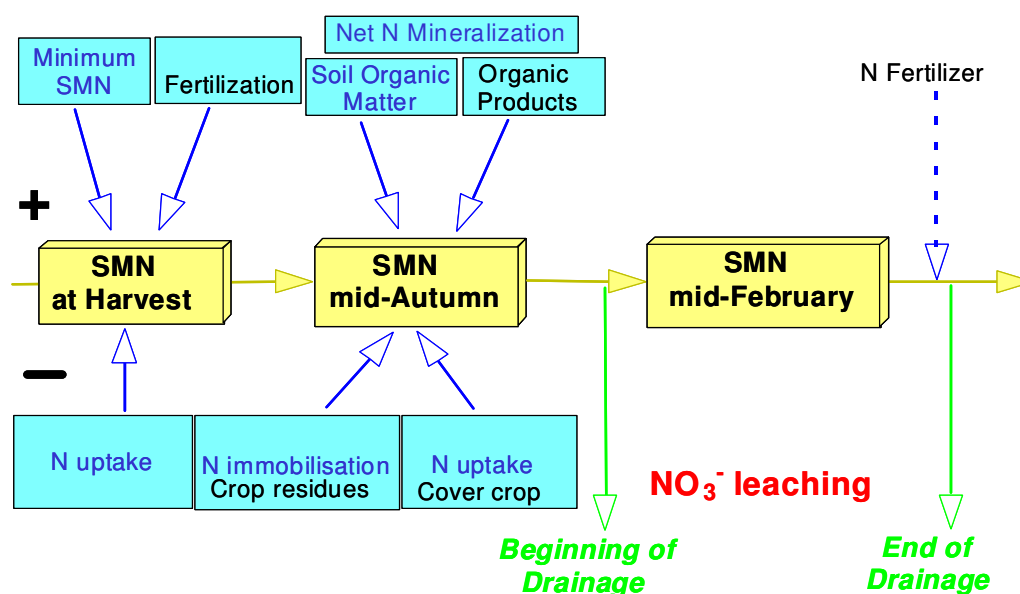 Net N Mineralization
Minimum
SMN
Fertilization
Soil Organic
Matter
Organic
Products
N Fertilizer
+
SMN
at Harvest
SMN
mid-Autumn
SMN
mid-February
–
N uptake
N immobilisation
Crop residues
N uptake
Cover crop
NO₃⁻ leaching
Beginning of
Drainage
End of
Drainage